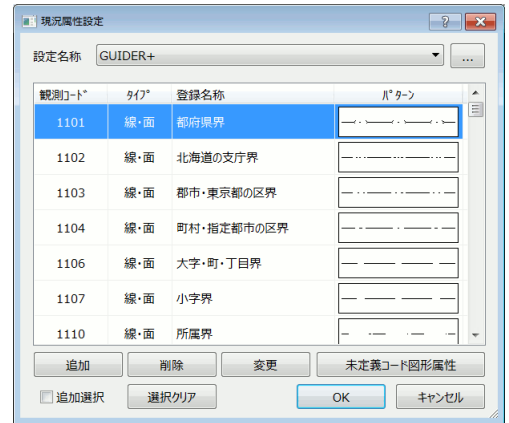 現況属性設定
設定名称 GUIDER+ ...
観測ｺｰﾄﾞ ﾀｲﾌﾟ 登録名称 ﾊﾟﾀｰﾝ
1101 線・面 都府県界
1102 線・面 北海道の支庁界
1103 線・面 郡市・東京都の区界
1104 線・面 町村・指定都市の区界
1106 線・面 大字・町・丁目界
1107 線・面 小字界
1110 線・面 所属界
追加 削除 変更 未定義コード図形属性
追加選択 選択クリア OK キャンセル